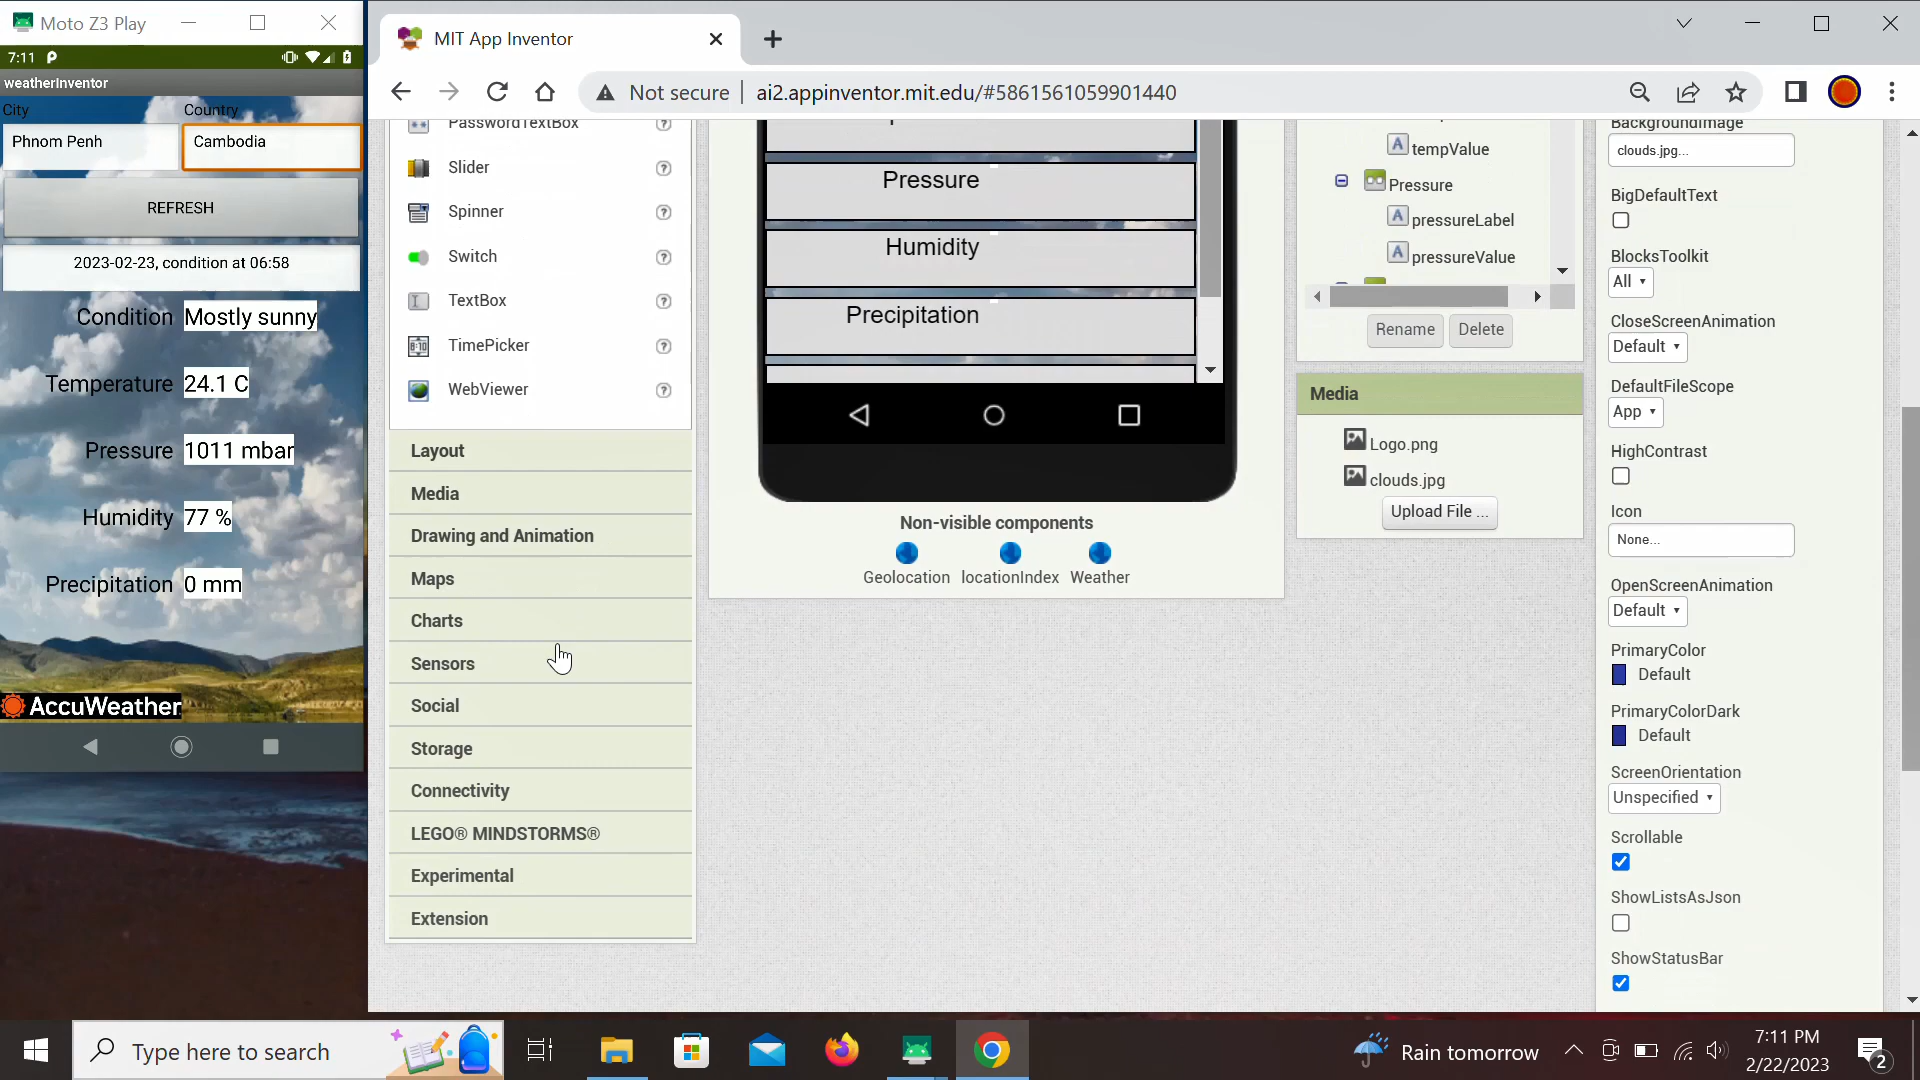 Moto Z3 Play
7:11
weatherInventor
City Country
Phnom Penh Cambodia
REFRESH
2023-02-23, condition at 06:58
Condition Mostly sunny
Temperature 24.1 C
Pressure 1011 mbar
Humidity 77 %
Precipitation 0 mm
AccuWeather
MIT App Inventor
Not secure ai2.appinventor.mit.edu/#5861561059901440
PasswordTextBox
Slider
Spinner
Switch
TextBox
TimePicker
WebViewer
Layout
Media
Drawing and Animation
Maps
Charts
Sensors
Social
Storage
Connectivity
LEGO® MINDSTORMS®
Experimental
Extension
Pressure
Humidity
Precipitation
Non-visible components
Geolocation locationIndex Weather
tempValue
Pressure
pressureLabel
pressureValue
Rename Delete
Media
Logo.png
clouds.jpg
Upload File ...
BackgroundImage
clouds.jpg...
BigDefaultText
BlocksToolkit
All
CloseScreenAnimation
Default
DefaultFileScope
App
HighContrast
Icon
None...
OpenScreenAnimation
Default
PrimaryColor
Default
PrimaryColorDark
Default
ScreenOrientation
Unspecified
Scrollable
ShowListsAsJson
ShowStatusBar
Type here to search
Rain tomorrow
7:11 PM
2/22/2023
2